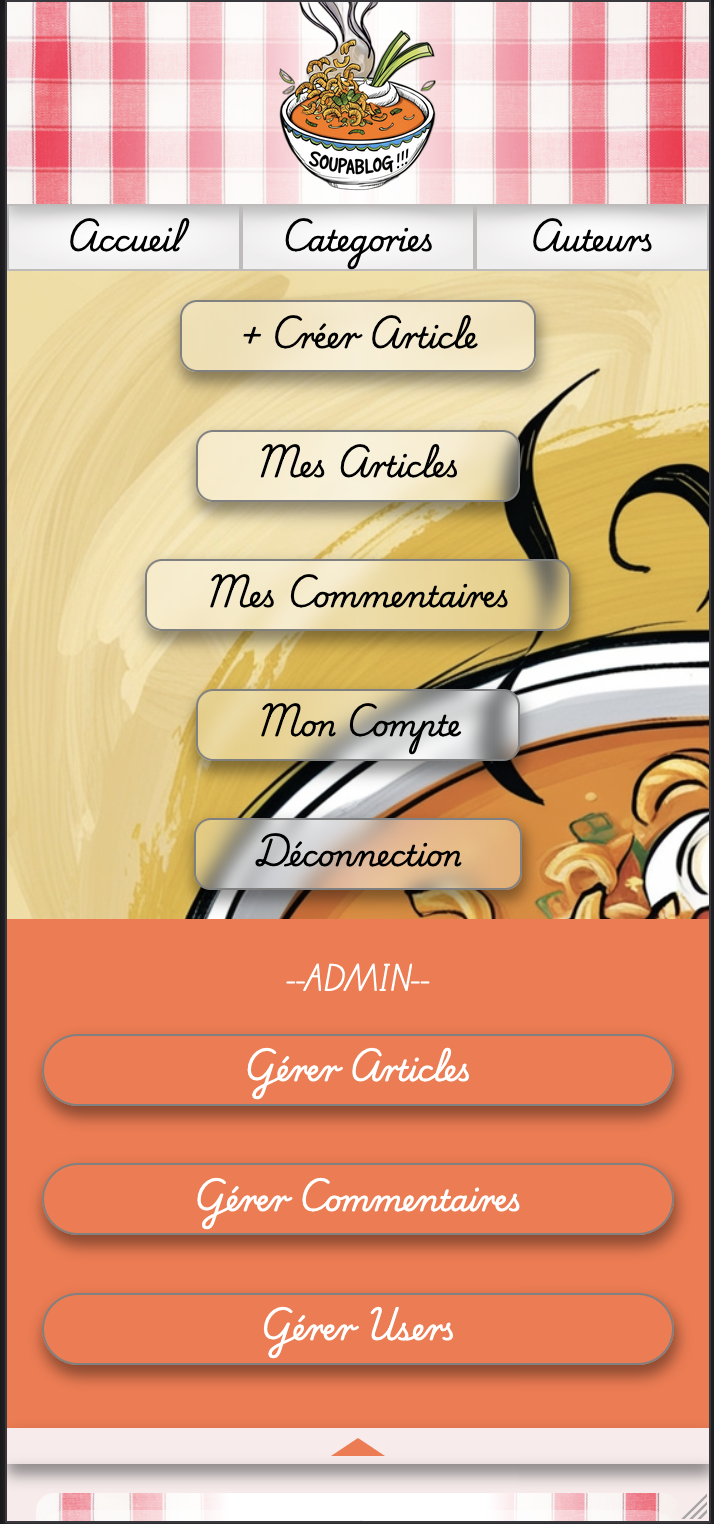 SOUPABLOG !!!
Accueil Categories Auteurs
+ Créer Article
Mes Articles
Mes Commentaires
Mon Compte
Déconnection
--ADMIN--
Gérer Articles
Gérer Commentaires
Gérer Users